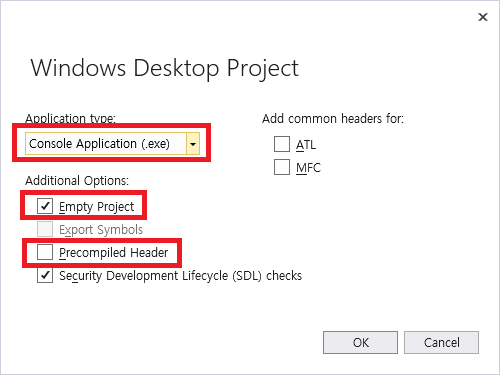 Windows Desktop Project
Application type:
Console Application (.exe)
Additional Options:
Empty Project
Export Symbols
Precompiled Header
Security Development Lifecycle (SDL) checks
Add common headers for:
ATL
MFC
OK
Cancel